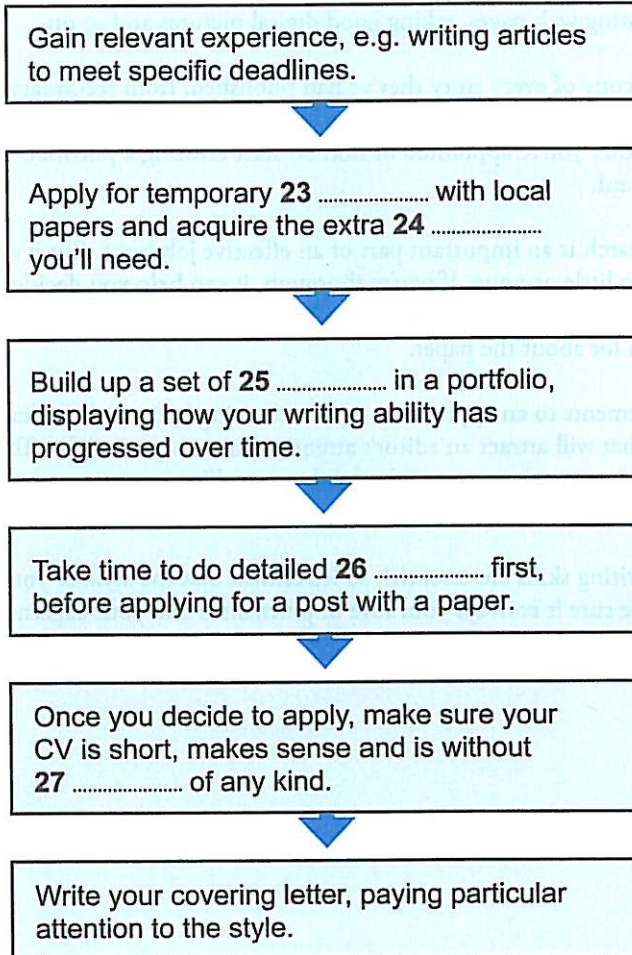 Gain relevant experience, e.g. writing articles
to meet specific deadlines.
Apply for temporary 23 .................... with local
papers and acquire the extra 24 ....................
you'll need.
Build up a set of 25 .................... in a portfolio,
displaying how your writing ability has
progressed over time.
Take time to do detailed 26 .................... first,
before applying for a post with a paper.
Once you decide to apply, make sure your
CV is short, makes sense and is without
27 .................... of any kind.
Write your covering letter, paying particular
attention to the style.